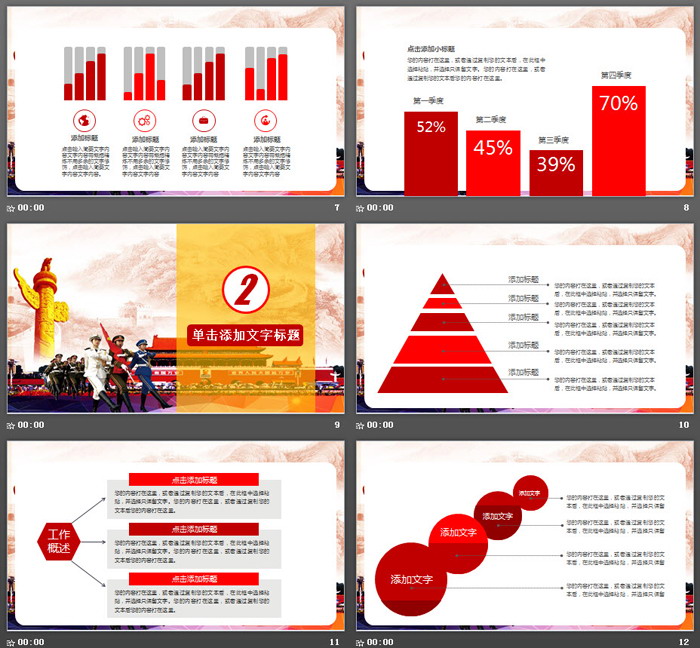 添加标题
添加标题
添加标题
添加标题
点击输入简要文字内
容文字内容需概括精
炼不用多余的文字修
饰,点击输入简要文
字内容文字内容
点击输入简要文字内
容文字内容需概括精
炼不用多余的文字修
饰,点击输入简要文
字内容文字内容
点击输入简要文字内
容文字内容需概括精
炼不用多余的文字修
饰,点击输入简要文
字内容文字内容
点击输入简要文字内
容文字内容需概括精
炼不用多余的文字修
饰,点击输入简要文
字内容文字内容
00:00
7
点击添加小标题
您的内容打在这里,或者通过复制您的文本后,在此框中选择粘贴,并选择只保留文字。您的内容打在这里,或者通过复制您的文本后您的内容打在这里。
第一季度
52%
第二季度
45%
第三季度
39%
第四季度
70%
00:00
8
2
单击添加文字标题
00:00
9
添加标题
您的内容打在这里,或者通过复制您的文本
后,在此框中选择粘贴,并选择只保留文字。
添加标题
您的内容打在这里,或者通过复制您的文本
后,在此框中选择粘贴,并选择只保留文字。
添加标题
您的内容打在这里,或者通过复制您的文本
后,在此框中选择粘贴,并选择只保留文字。
添加标题
您的内容打在这里,或者通过复制您的文本
后,在此框中选择粘贴,并选择只保留文字。
添加标题
您的内容打在这里,或者通过复制您的文本
后,在此框中选择粘贴,并选择只保留文字。
00:00
10
工作
概述
点击添加标题
您的内容打在这里,或者通过复制您的文本后,在此框中选择粘
贴,并选择只保留文字。您的内容打在这里,或者通过复制您的
文本后您的内容打在这里。
点击添加标题
您的内容打在这里,或者通过复制您的文本后,在此框中选择粘
贴,并选择只保留文字。您的内容打在这里,或者通过复制您的
文本后您的内容打在这里。
点击添加标题
您的内容打在这里,或者通过复制您的文本后,在此框中选择粘
贴,并选择只保留文字。您的内容打在这里,或者通过复制您的
文本后您的内容打在这里。
00:00
11
添加文字
添加文字
添加文字
添加文字
您的内容打在这里,或者通过复制您的文
本后,在此框中选择粘贴,并选择只保留
您的内容打在这里,或者通过复制您的文
本后,在此框中选择粘贴,并选择只保留
您的内容打在这里,或者通过复制您的文
本后,在此框中选择粘贴,并选择只保留
您的内容打在这里,或者通过复制您的文
本后,在此框中选择粘贴,并选择只保留
00:00
12